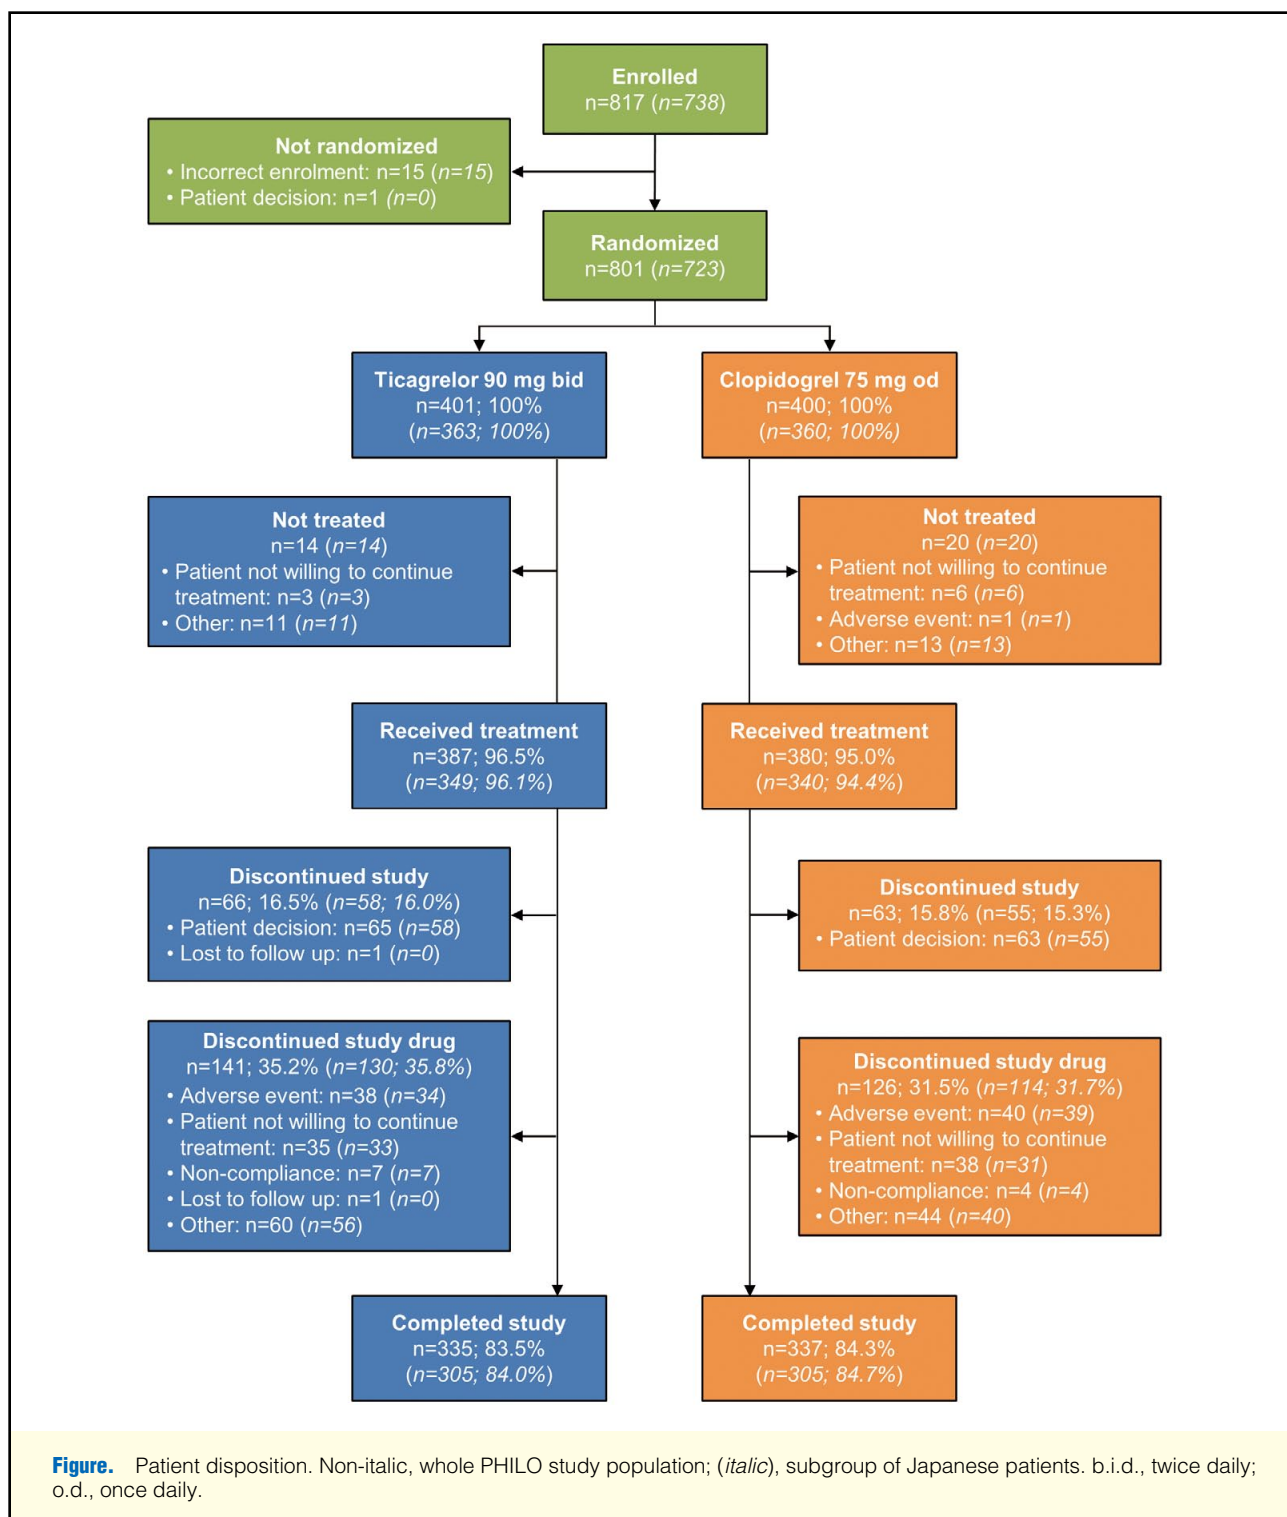 Enrolled
n=817 (n=738)
Not randomized
• Incorrect enrolment: n=15 (n=15)
• Patient decision: n=1 (n=0)
Randomized
n=801 (n=723)
Ticagrelor 90 mg bid
n=401; 100%
(n=363; 100%)
Clopidogrel 75 mg od
n=400; 100%
(n=360; 100%)
Not treated
n=14 (n=14)
• Patient not willing to continue
treatment: n=3 (n=3)
• Other: n=11 (n=11)
Not treated
n=20 (n=20)
• Patient not willing to continue
treatment: n=6 (n=6)
• Adverse event: n=1 (n=1)
• Other: n=13 (n=13)
Received treatment
n=387; 96.5%
(n=349; 96.1%)
Received treatment
n=380; 95.0%
(n=340; 94.4%)
Discontinued study
n=66; 16.5% (n=58; 16.0%)
• Patient decision: n=65 (n=58)
• Lost to follow up: n=1 (n=0)
Discontinued study
n=63; 15.8% (n=55; 15.3%)
• Patient decision: n=63 (n=55)
Discontinued study drug
n=141; 35.2% (n=130; 35.8%)
• Adverse event: n=38 (n=34)
• Patient not willing to continue
treatment: n=35 (n=33)
• Non-compliance: n=7 (n=7)
• Lost to follow up: n=1 (n=0)
• Other: n=60 (n=56)
Discontinued study drug
n=126; 31.5% (n=114; 31.7%)
• Adverse event: n=40 (n=39)
• Patient not willing to continue
treatment: n=38 (n=31)
• Non-compliance: n=4 (n=4)
• Other: n=44 (n=40)
Completed study
n=335; 83.5%
(n=305; 84.0%)
Completed study
n=337; 84.3%
(n=305; 84.7%)
Figure. Patient disposition. Non-italic, whole PHILO study population; (italic), subgroup of Japanese patients. b.i.d., twice daily;
o.d., once daily.